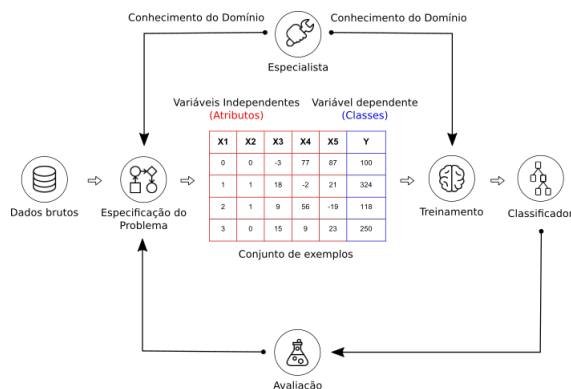 Conhecimento do Domínio
Conhecimento do Domínio
Especialista
Variáveis Independentes
(Atributos)
Variável dependente
(Classes)
X1 X2 X3 X4 X5 Y
0 0 -3 77 87 100
1 1 18 -2 21 324
2 1 9 56 -19 118
3 0 15 9 23 250
Dados brutos
Especificação do
Problema
Conjunto de exemplos
Treinamento
Classificador
Avaliação